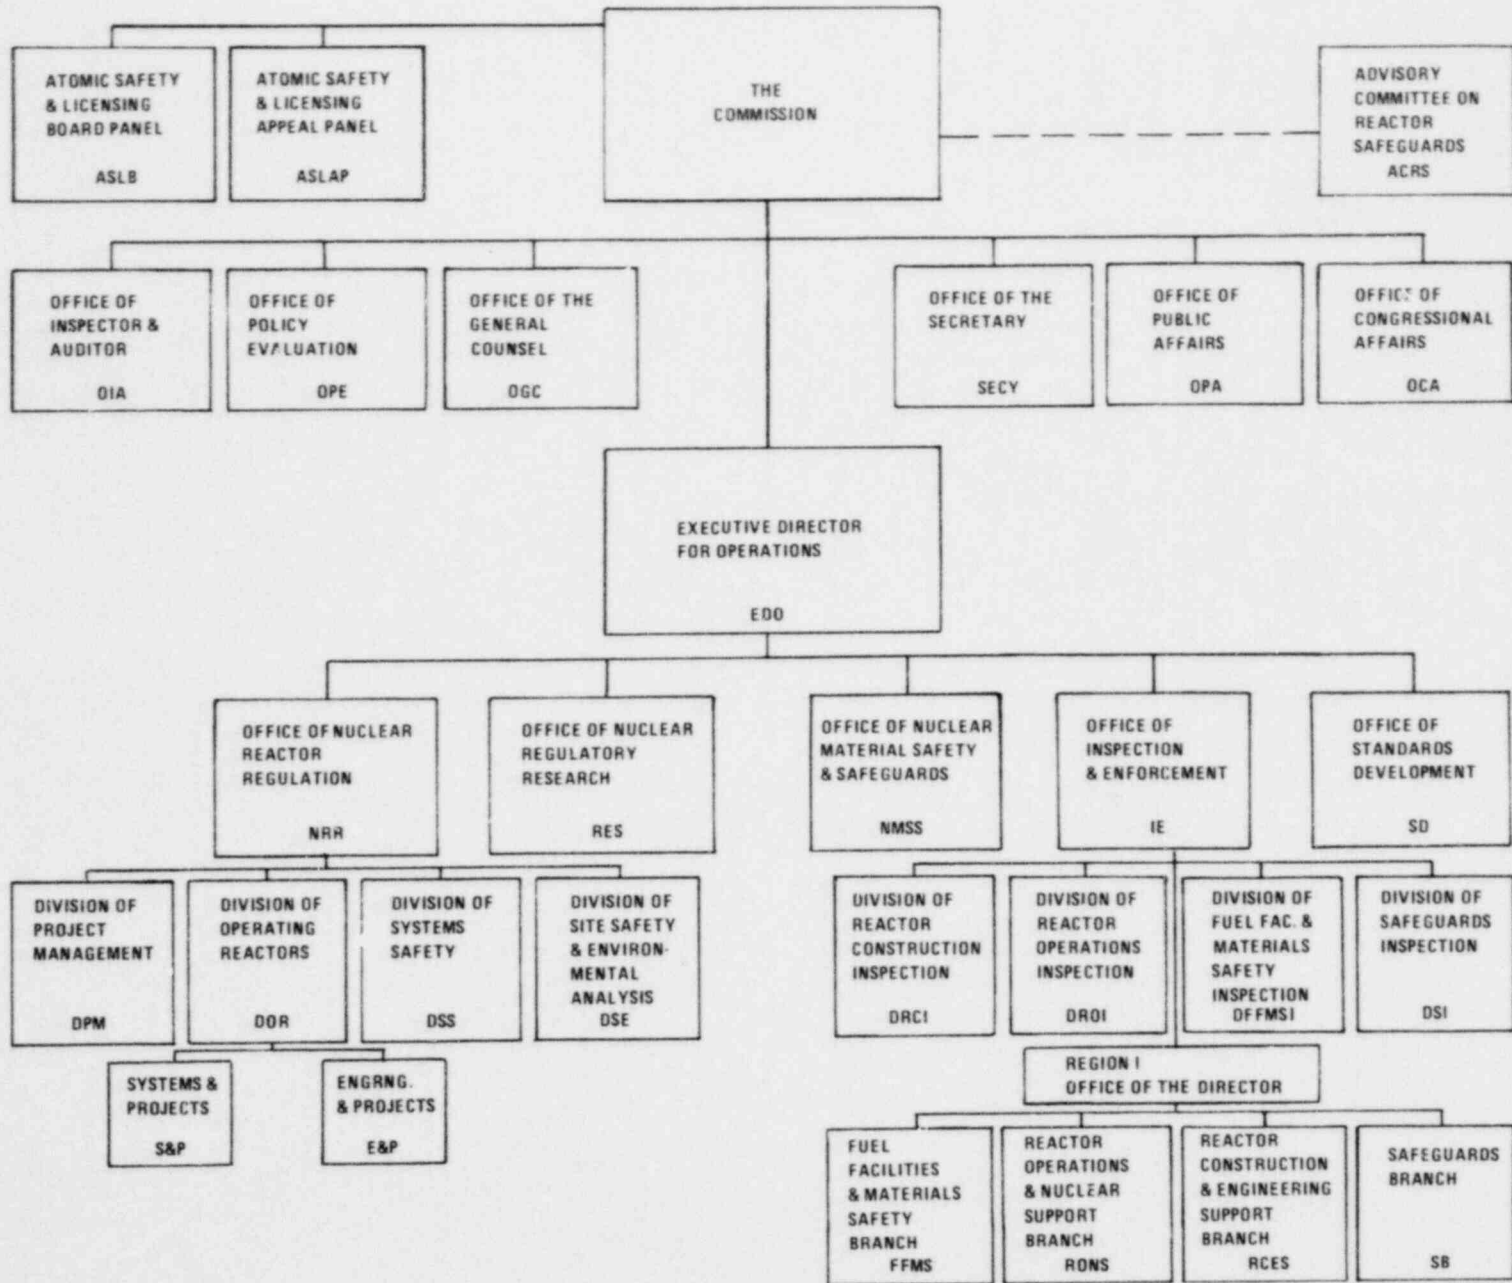 THE
COMMISSION
ATOMIC SAFETY
& LICENSING
BOARD PANEL
ASLB
ATOMIC SAFETY
& LICENSING
APPEAL PANEL
ASLAP
ADVISORY
COMMITTEE ON
REACTOR
SAFEGUARDS
ACRS
OFFICE OF
INSPECTOR &
AUDITOR
OIA
OFFICE OF
POLICY
EVALUATION
OPE
OFFICE OF THE
GENERAL
COUNSEL
OGC
OFFICE OF THE
SECRETARY
SECY
OFFICE OF
PUBLIC
AFFAIRS
OPA
OFFICE OF
CONGRESSIONAL
AFFAIRS
OCA
EXECUTIVE DIRECTOR
FOR OPERATIONS
EDO
OFFICE OF NUCLEAR
REACTOR
REGULATION
NRR
OFFICE OF NUCLEAR
REGULATORY
RESEARCH
RES
OFFICE OF NUCLEAR
MATERIAL SAFETY
& SAFEGUARDS
NMSS
OFFICE OF
INSPECTION
& ENFORCEMENT
IE
OFFICE OF
STANDARDS
DEVELOPMENT
SD
DIVISION OF
PROJECT
MANAGEMENT
DPM
DIVISION OF
OPERATING
REACTORS
DOR
DIVISION OF
SYSTEMS
SAFETY
DSS
DIVISION OF
SITE SAFETY
& ENVIRON-
MENTAL
ANALYSIS
DSE
DIVISION OF
REACTOR
CONSTRUCTION
INSPECTION
DRCI
DIVISION OF
REACTOR
OPERATIONS
INSPECTION
DROI
DIVISION OF
FUEL FAC. &
MATERIALS
SAFETY
INSPECTION
DFFMSI
DIVISION OF
SAFEGUARDS
INSPECTION
DSI
SYSTEMS &
PROJECTS
S&P
ENGRNG.
& PROJECTS
E&P
REGION I
OFFICE OF THE DIRECTOR
FUEL
FACILITIES
& MATERIALS
SAFETY
BRANCH
FFMS
REACTOR
OPERATIONS
& NUCLEAR
SUPPORT
BRANCH
RONS
REACTOR
CONSTRUCTION
& ENGINEERING
SUPPORT
BRANCH
RCES
SAFEGUARDS
BRANCH
SB